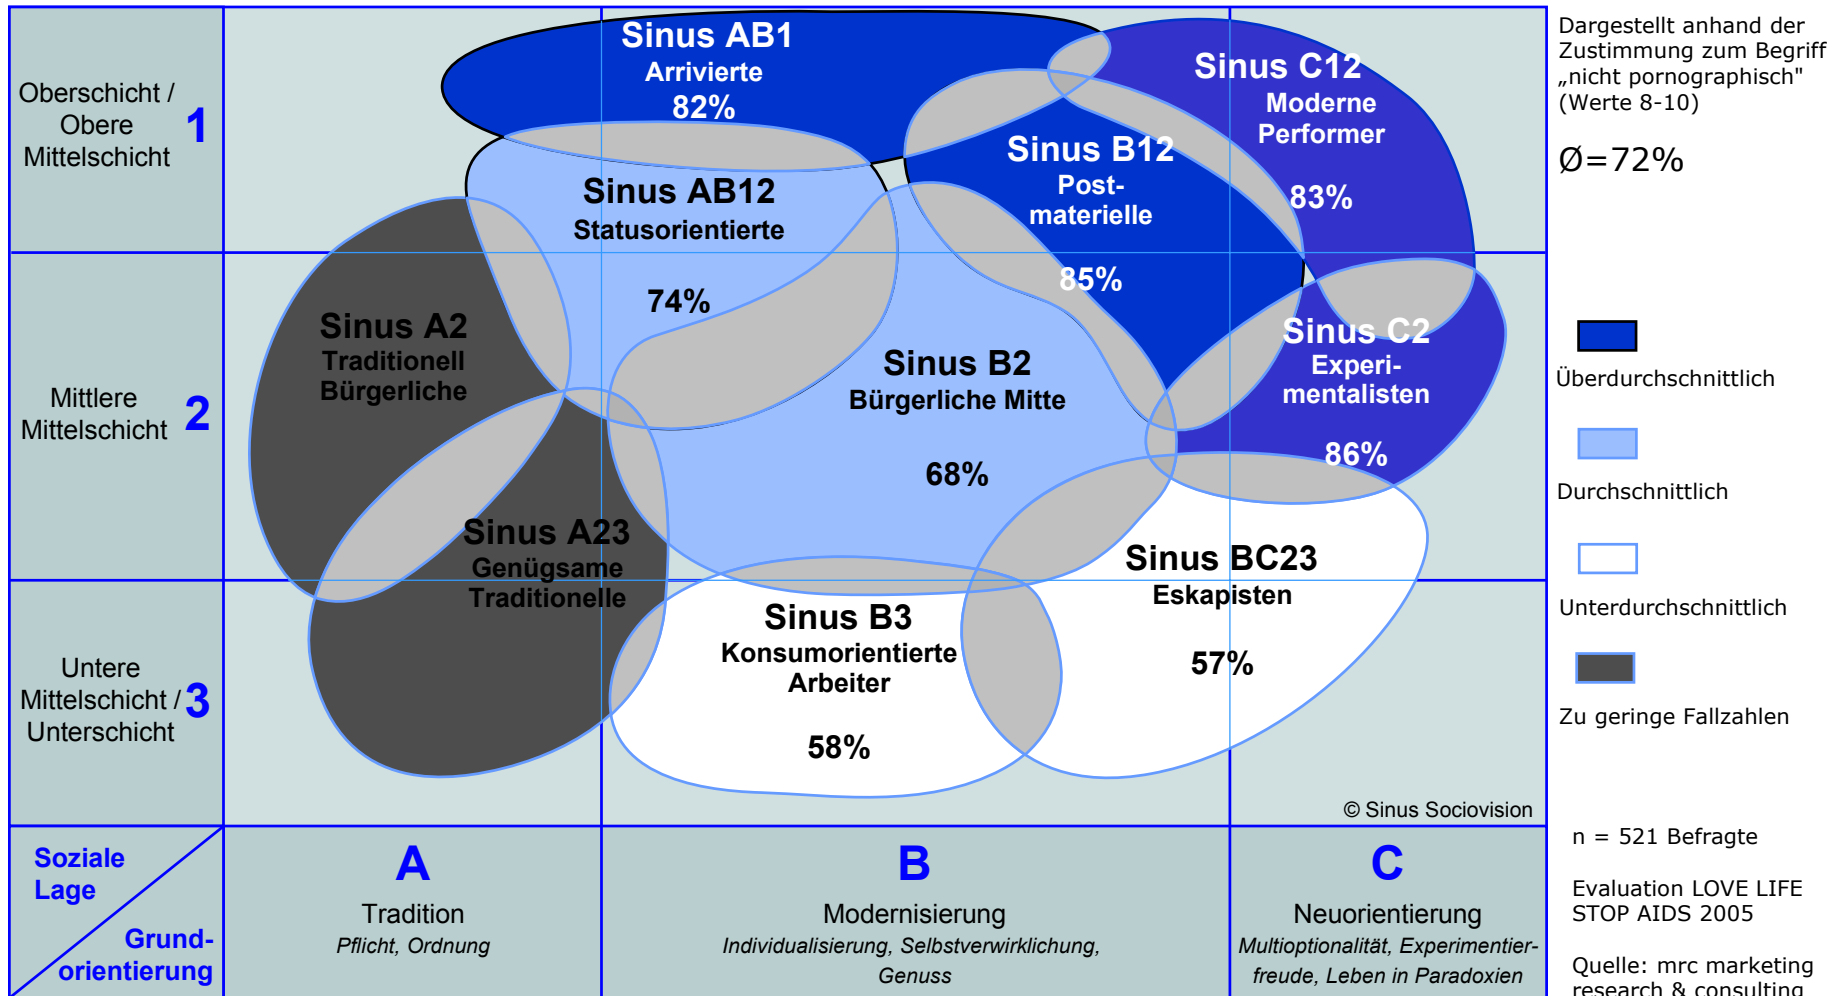 Oberschicht /
Obere
Mittelschicht
1
Mittlere
Mittelschicht
2
Untere
Mittelschicht /
Unterschicht
3
Sinus AB1
Arrivierte
82%
Sinus C12
Moderne
Performer
83%
Sinus B12
Post-
materielle
85%
Sinus AB12
Statusorientierte
74%
Sinus A2
Traditionell
Bürgerliche
Sinus B2
Bürgerliche Mitte
68%
Sinus C2
Experi-
mentalisten
86%
Sinus A23
Genügsame
Traditionelle
Sinus B3
Konsumorientierte
Arbeiter
58%
Sinus BC23
Eskapisten
57%
© Sinus Sociovision
Soziale
Lage
Grund-
orientierung
A
Tradition
Pflicht, Ordnung
B
Modernisierung
Individualisierung, Selbstverwirklichung,
Genuss
C
Neuorientierung
Multioptionalität, Experimentier-
freude, Leben in Paradoxien
Dargestellt anhand der
Zustimmung zum Begriff
„nicht pornographisch"
(Werte 8-10)
Ø=72%
Überdurchschnittlich
Durchschnittlich
Unterdurchschnittlich
Zu geringe Fallzahlen
n = 521 Befragte
Evaluation LOVE LIFE
STOP AIDS 2005
Quelle: mrc marketing
research & consulting